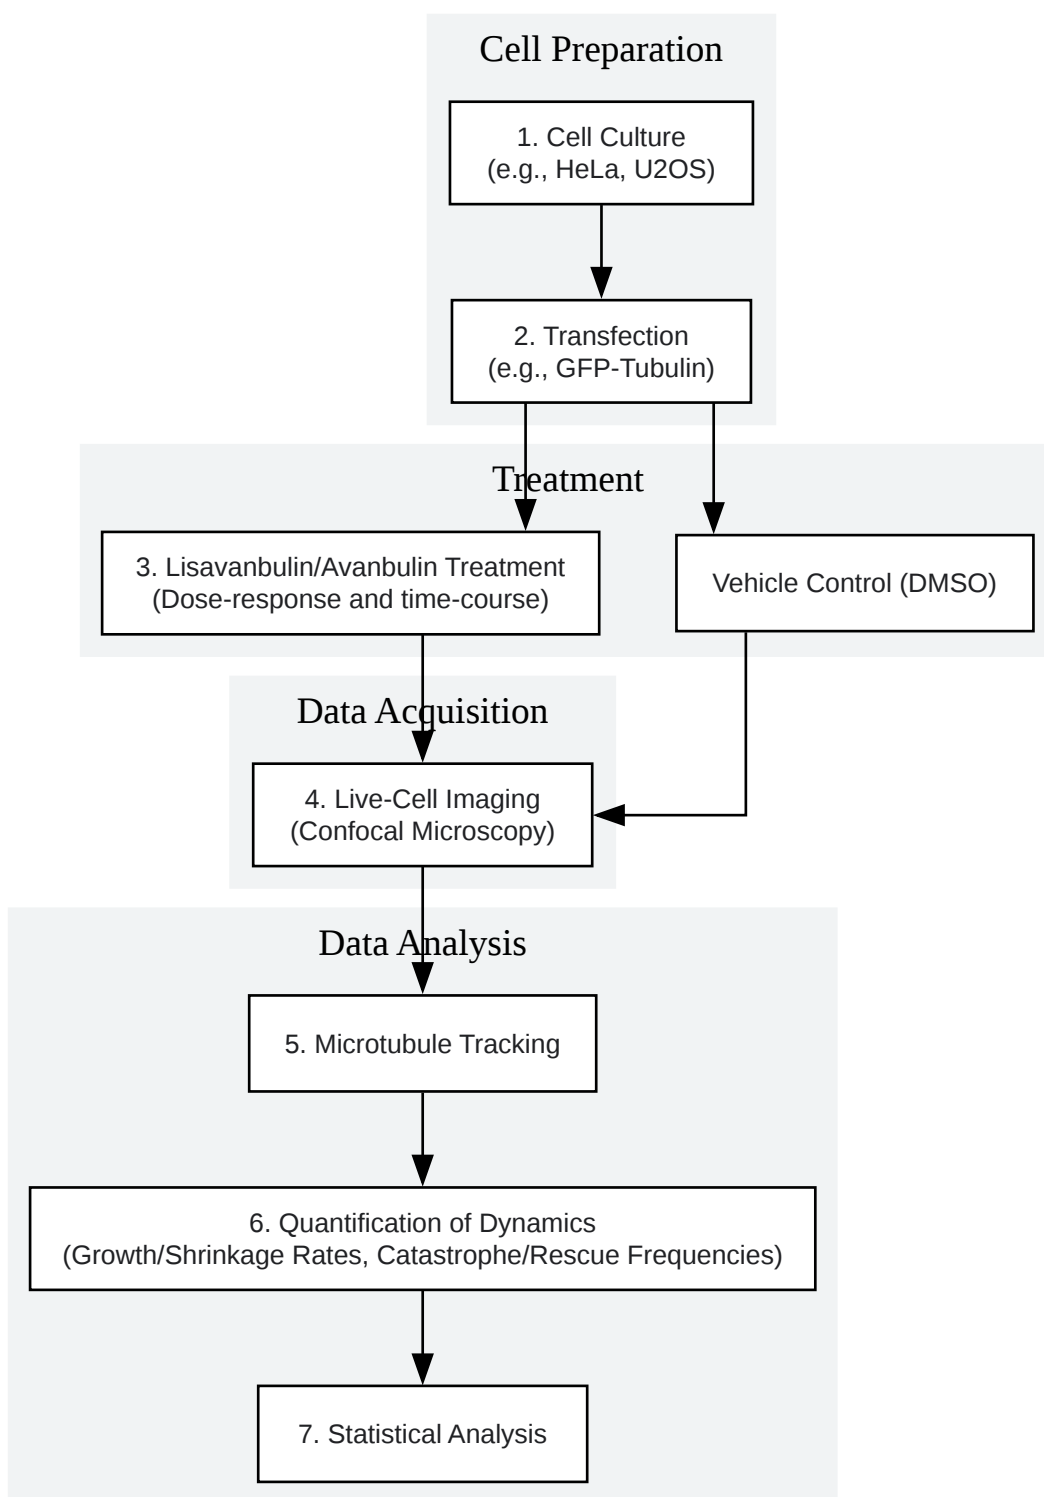 Cell Preparation
1. Cell Culture
(e.g., HeLa, U2OS)
2. Transfection
(e.g., GFP-Tubulin)
Treatment
3. Lisavanbulin/Avanbulin Treatment
(Dose-response and time-course)
Vehicle Control (DMSO)
Data Acquisition
4. Live-Cell Imaging
(Confocal Microscopy)
Data Analysis
5. Microtubule Tracking
6. Quantification of Dynamics
(Growth/Shrinkage Rates, Catastrophe/Rescue Frequencies)
7. Statistical Analysis